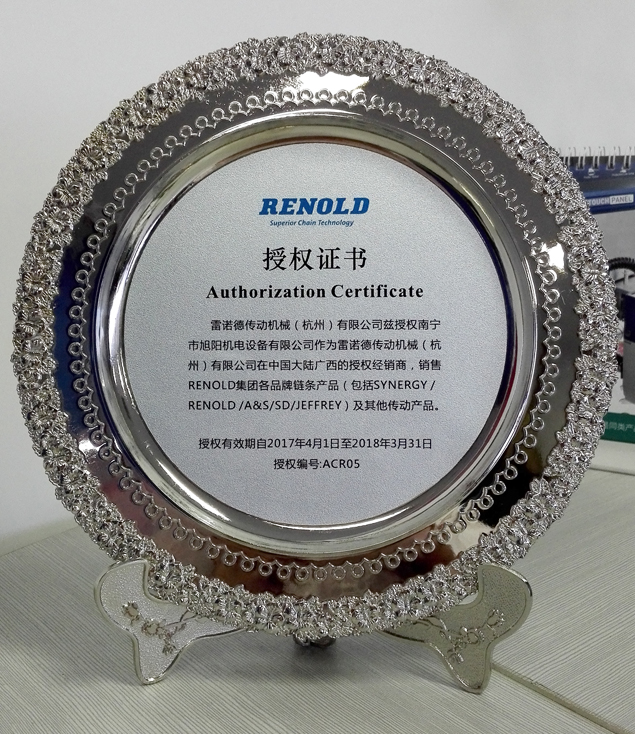 RENOLD
Superior Chain Technology
授权证书
Authorization Certificate
雷诺德传动机械（杭州）有限公司兹授权南宁
市旭阳机电设备有限公司作为雷诺德传动机械（杭
州）有限公司在中国大陆广西的授权经销商，销售
RENOLD集团各品牌链条产品（包括SYNERGY /
RENOLD /A&S/SD/JEFFREY）及其他传动产品。
授权有效期自2017年4月1日至2018年3月31日
授权编号:ACR05
TOUCH PANEL